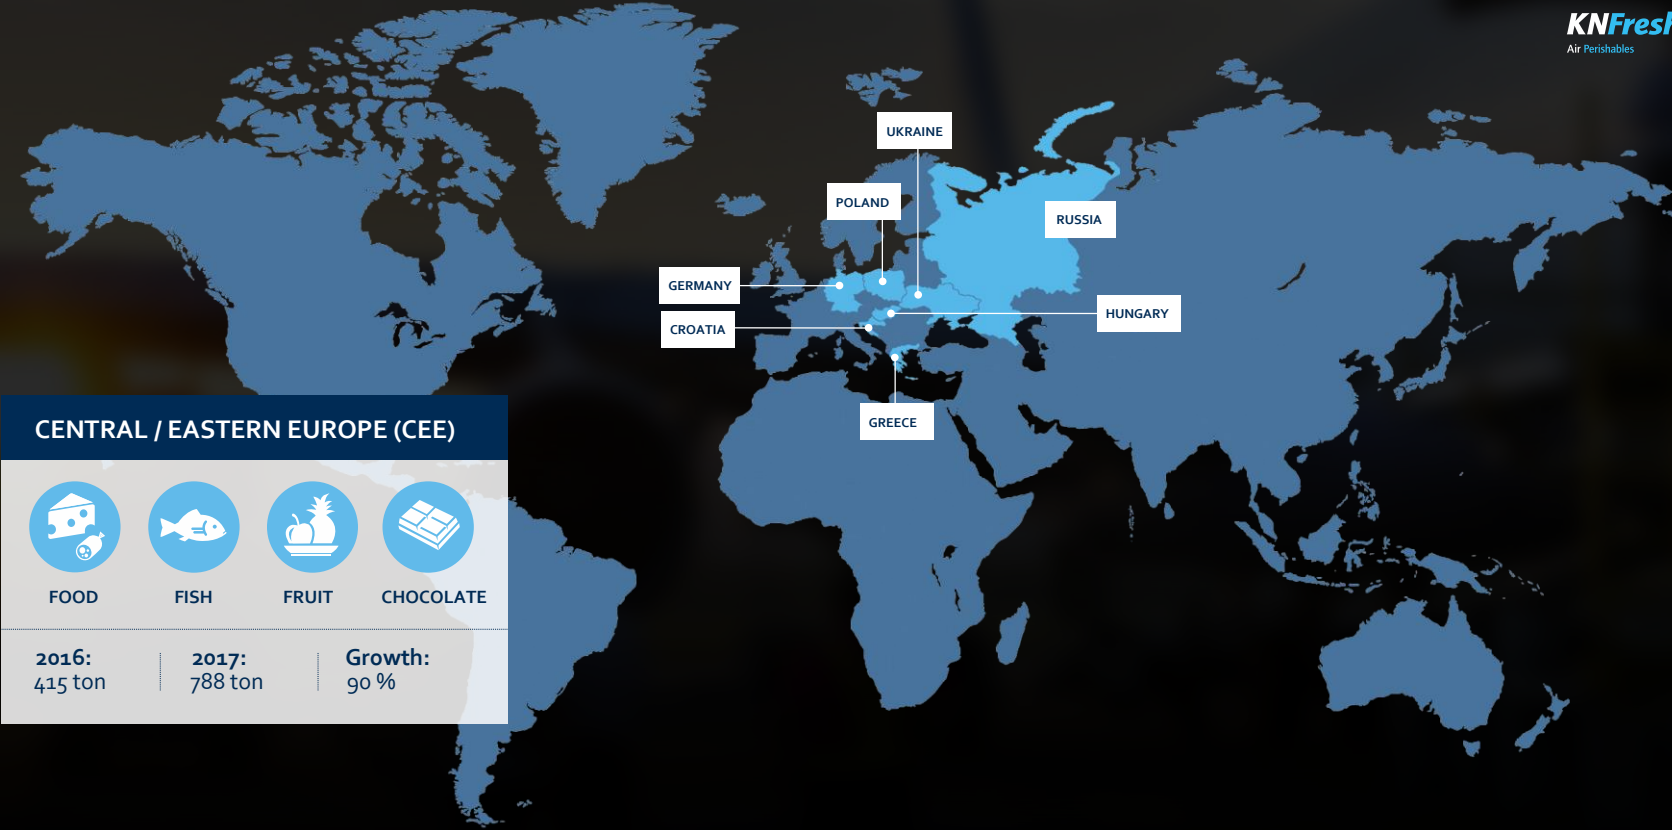 KNFresh
Air Perishables
UKRAINE
POLAND
RUSSIA
GERMANY
HUNGARY
CROATIA
GREECE
CENTRAL / EASTERN EUROPE (CEE)
FOOD FISH FRUIT CHOCOLATE
2016: 2017: Growth:
415 ton 788 ton 90 %